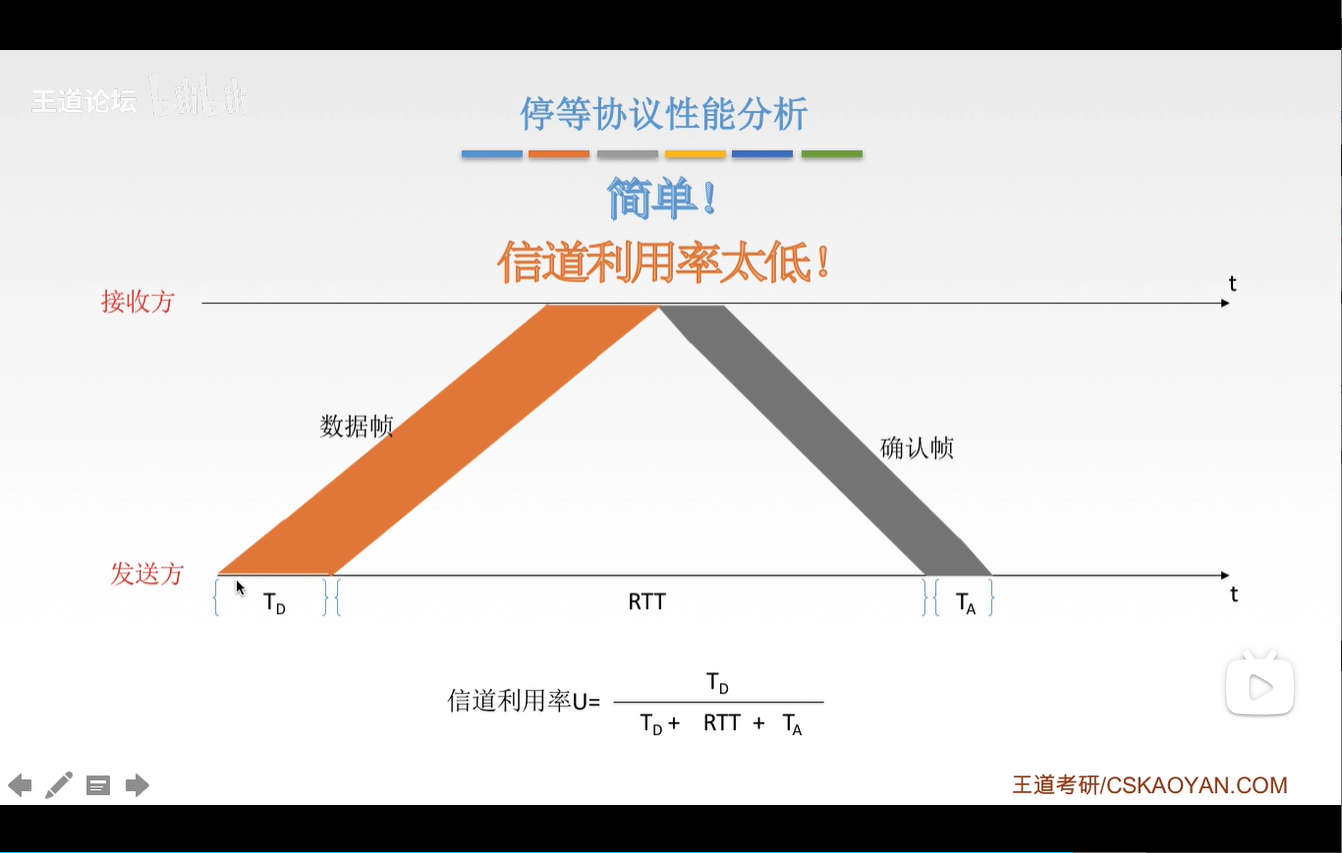 王道论坛 bilibili
停等协议性能分析
简单！
信道利用率太低！
t
接收方
数据帧
确认帧
发送方
t
T_D
RTT
T_A
信道利用率U=
T_D
T_D + RTT + T_A
王道考研/CSKAOYAN.COM